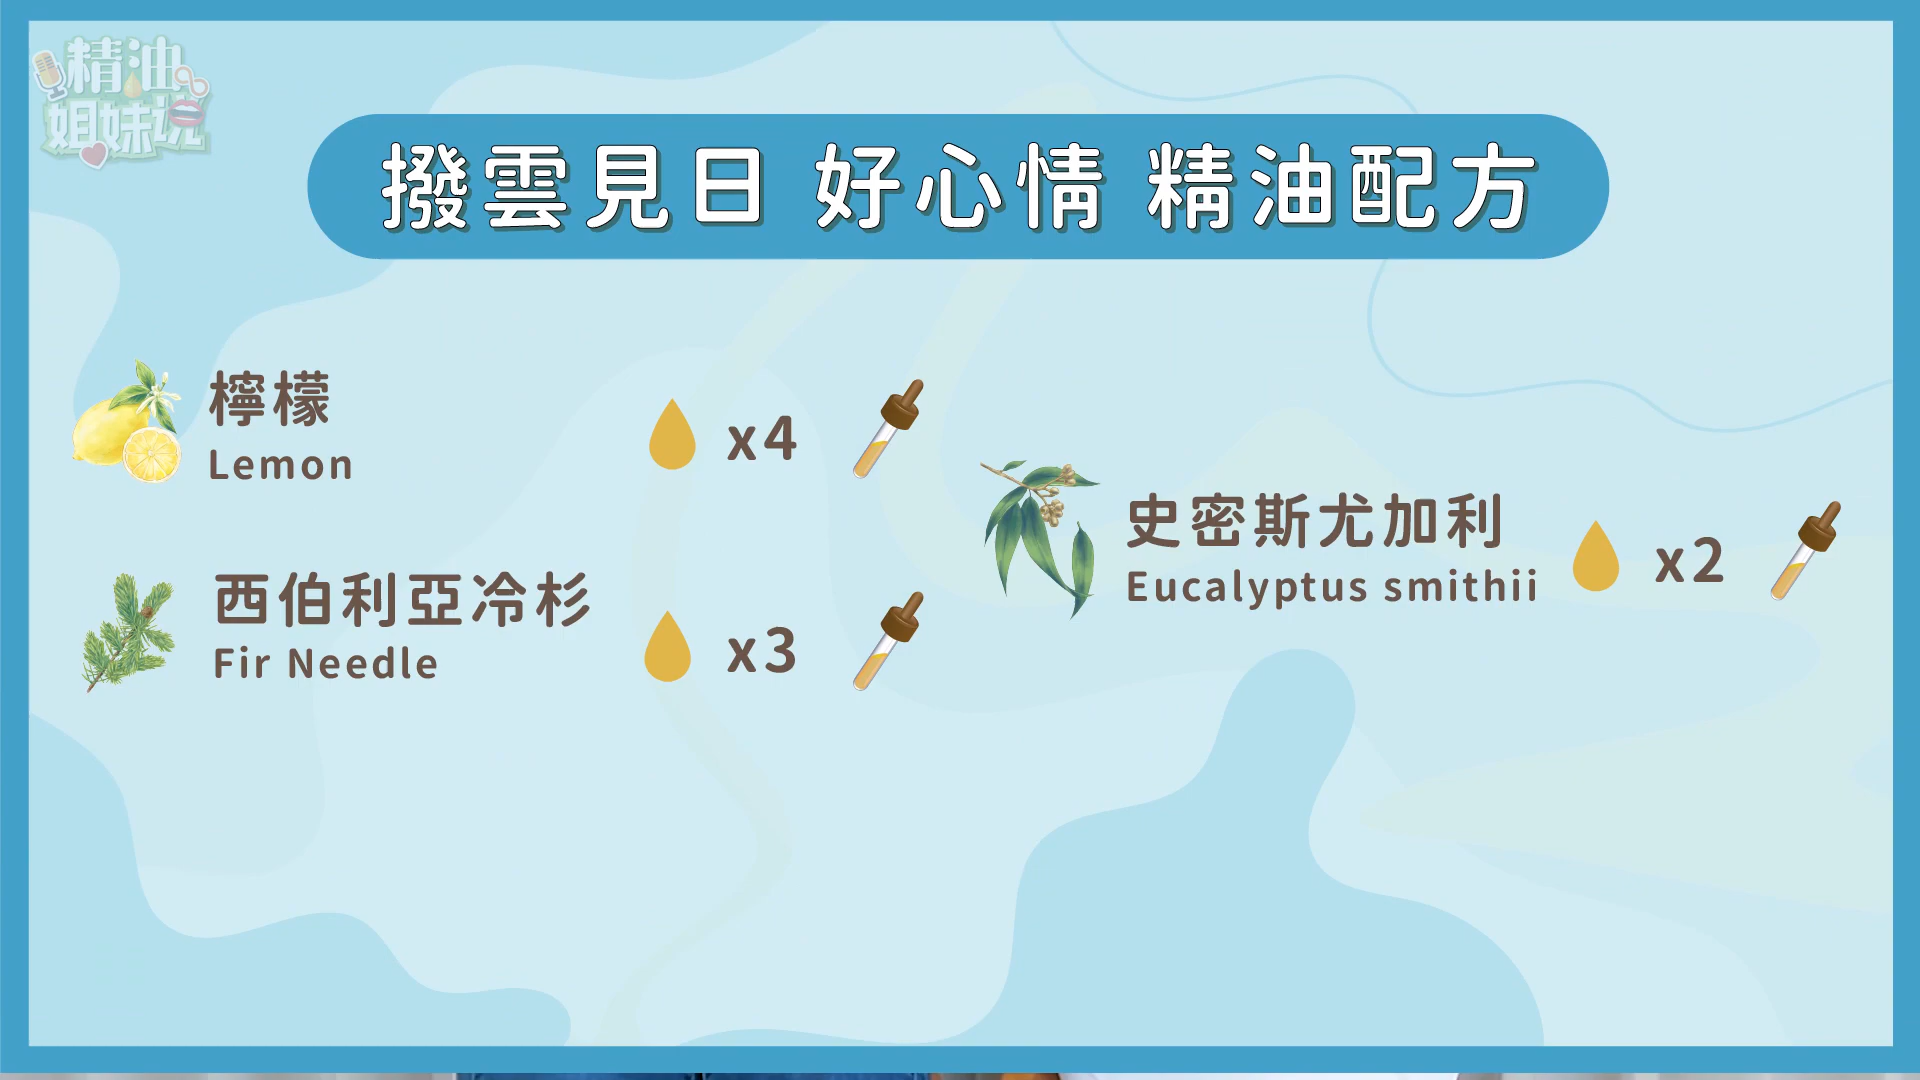 精油
姐妹說
撥雲見日 好心情 精油配方
檸檬
Lemon
x4
西伯利亞冷杉
Fir Needle
x3
史密斯尤加利
Eucalyptus smithii
x2